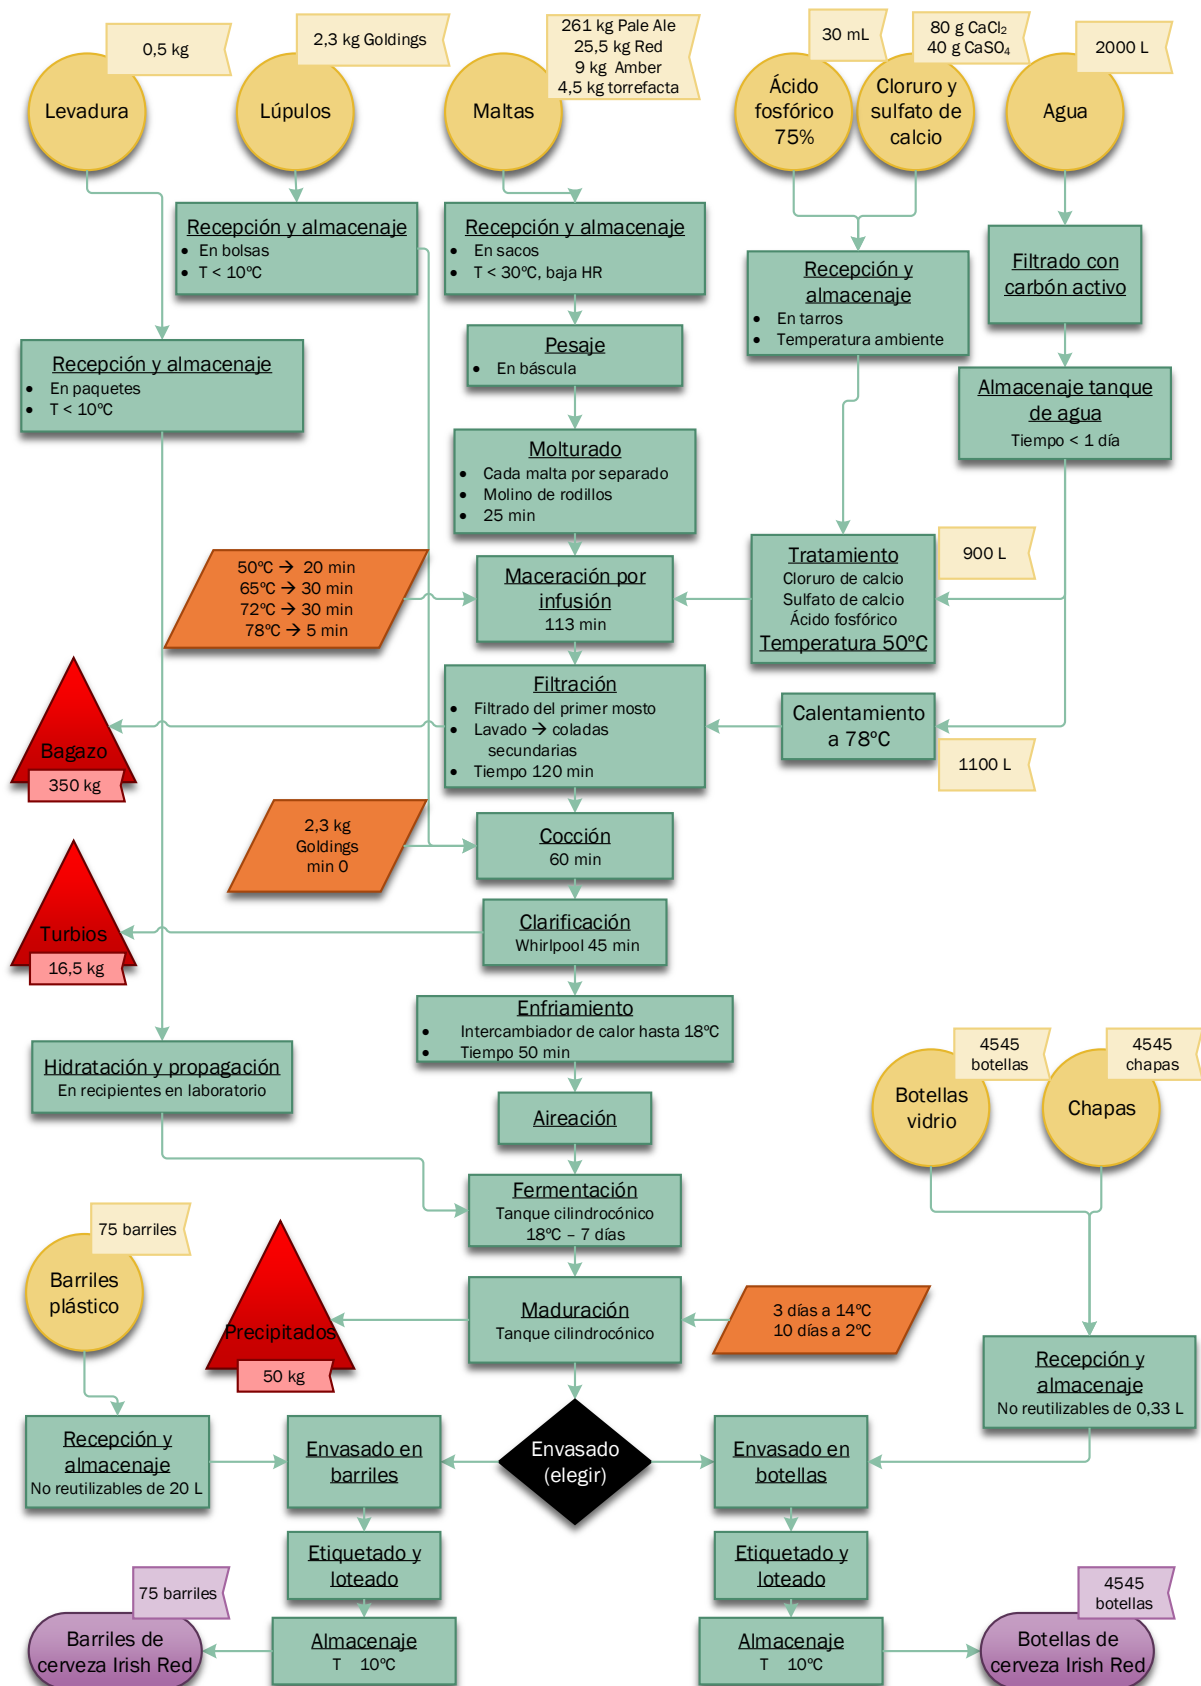 0,5 kg
Levadura
2,3 kg Goldings
Lúpulos
261 kg Pale Ale
25,5 kg Red
9 kg Amber
4,5 kg torrefacta
Maltas
30 mL
Ácido
fosfórico
75%
80 g CaCl₂
40 g CaSO₄
Cloruro y
sulfato de
calcio
2000 L
Agua
Recepción y almacenaje
• En bolsas
• T < 10ºC
Recepción y almacenaje
• En sacos
• T < 30ºC, baja HR
Recepción y
almacenaje
• En tarros
• Temperatura ambiente
Filtrado con
carbón activo
Recepción y almacenaje
• En paquetes
• T < 10ºC
Pesaje
• En báscula
Almacenaje tanque
de agua
Tiempo < 1 día
Molturado
• Cada malta por separado
• Molino de rodillos
• 25 min
50ºC → 20 min
65ºC → 30 min
72ºC → 30 min
78ºC → 5 min
Maceración por
infusión
113 min
Tratamiento
Cloruro de calcio
Sulfato de calcio
Ácido fosfórico
Temperatura 50ºC
900 L
Bagazo
350 kg
Filtración
• Filtrado del primer mosto
• Lavado → coladas
secundarias
• Tiempo 120 min
Calentamiento
a 78ºC
1100 L
2,3 kg
Goldings
min 0
Cocción
60 min
Turbios
16,5 kg
Clarificación
Whirlpool 45 min
Enfriamiento
• Intercambiador de calor hasta 18ºC
• Tiempo 50 min
Hidratación y propagación
En recipientes en laboratorio
Aireación
4545
botellas
Botellas
vidrio
4545
chapas
Chapas
Fermentación
Tanque cilindrocónico
18ºC – 7 días
75 barriles
Barriles
plástico
Precipitados
50 kg
Maduración
Tanque cilindrocónico
3 días a 14ºC
10 días a 2ºC
Recepción y
almacenaje
No reutilizables de 0,33 L
Recepción y
almacenaje
No reutilizables de 20 L
Envasado en
barriles
Envasado
(elegir)
Envasado en
botellas
Etiquetado y
loteado
Etiquetado y
loteado
75 barriles
Barriles de
cerveza Irish Red
Almacenaje
T 10ºC
Almacenaje
T 10ºC
4545
botellas
Botellas de
cerveza Irish Red